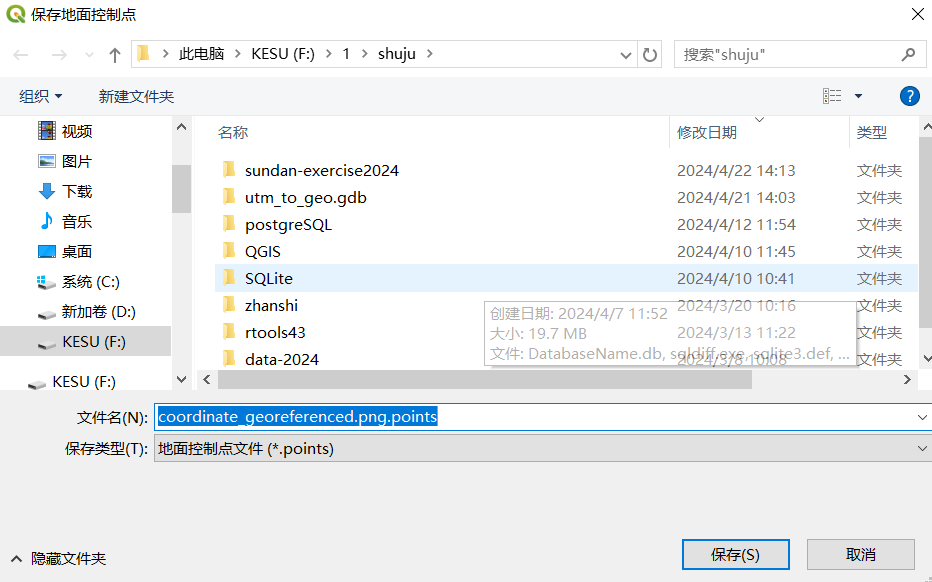 保存地面控制点
此电脑 > KESU (F:) > 1 > shuju >
搜索"shuju"
组织
新建文件夹
?
视频
图片
下载
音乐
桌面
系统 (C:)
新加卷 (D:)
KESU (F:)
KESU (F:)
名称 修改日期 类型
sundan-exercise2024 2024/4/22 14:13 文件夹
utm_to_geo.gdb 2024/4/21 14:03 文件夹
postgreSQL 2024/4/12 11:54 文件夹
QGIS 2024/4/10 11:45 文件夹
SQLite 2024/4/10 10:41 文件夹
zhanshi 2024/3/20 10:16 文件夹
rtools43 2024/3/13 11:22 文件夹
data-2024 2024/3/8 10:08 文件夹
创建日期: 2024/4/7 11:52
大小: 19.7 MB
文件: DatabaseName.db, sqldiff.exe, sqlite3.def, ...
文件名(N): coordinate_georeferenced.png.points
保存类型(T): 地面控制点文件 (*.points)
隐藏文件夹
保存(S)
取消